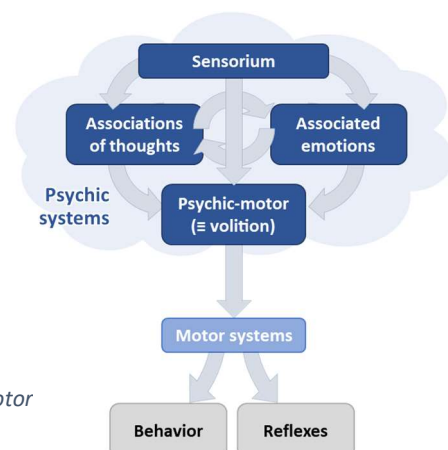 Sensorium
Associations
of thoughts
Associated
emotions
Psychic
systems
Psychic-motor
(≡ volition)
Motor systems
Behavior
Reflexes